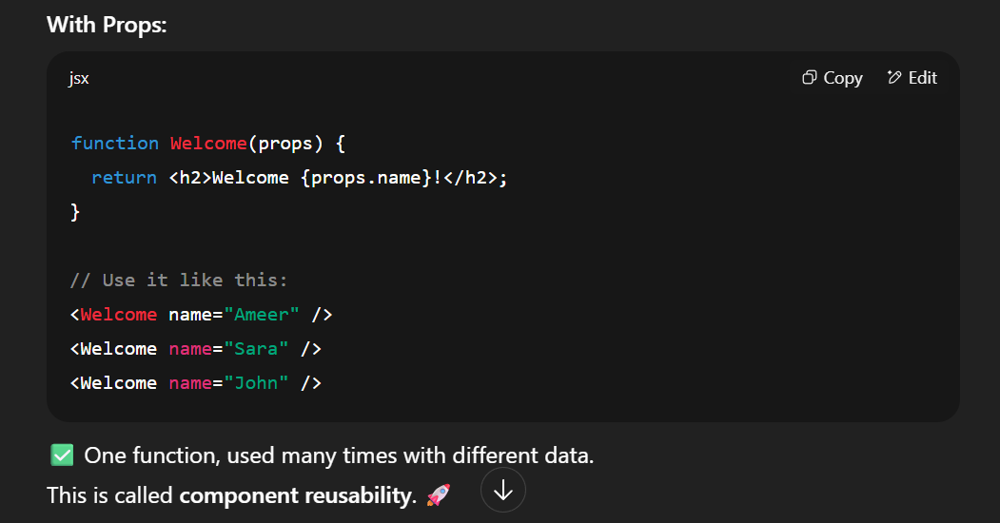 With Props:
jsx
Copy
Edit
function Welcome(props) {
  return <h2>Welcome {props.name}!</h2>;
}
// Use it like this:
<Welcome name="Ameer" />
<Welcome name="Sara" />
<Welcome name="John" />
✅ One function, used many times with different data.
This is called component reusability. 🚀